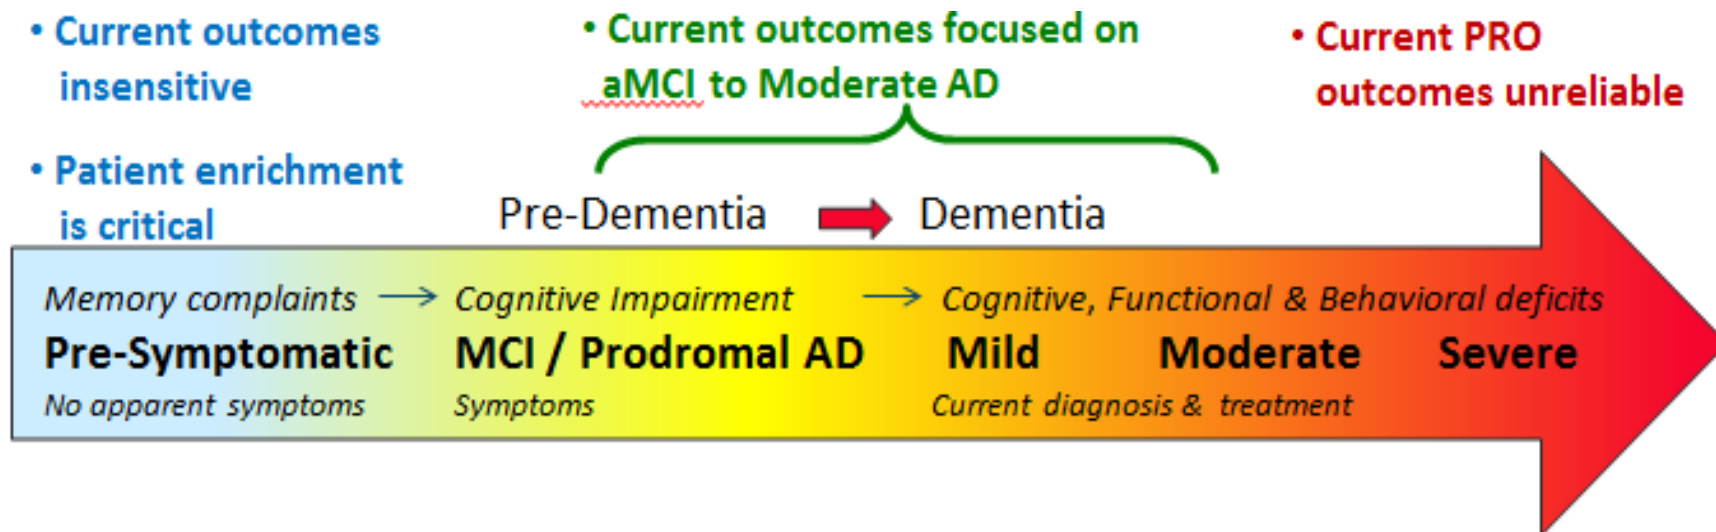 • Current outcomes
insensitive
• Patient enrichment
is critical
• Current outcomes focused on
aMCI to Moderate AD
• Current PRO
outcomes unreliable
Pre-Dementia Dementia
Memory complaints → Cognitive Impairment → Cognitive, Functional & Behavioral deficits
Pre-Symptomatic MCI / Prodromal AD Mild Moderate Severe
No apparent symptoms Symptoms Current diagnosis & treatment